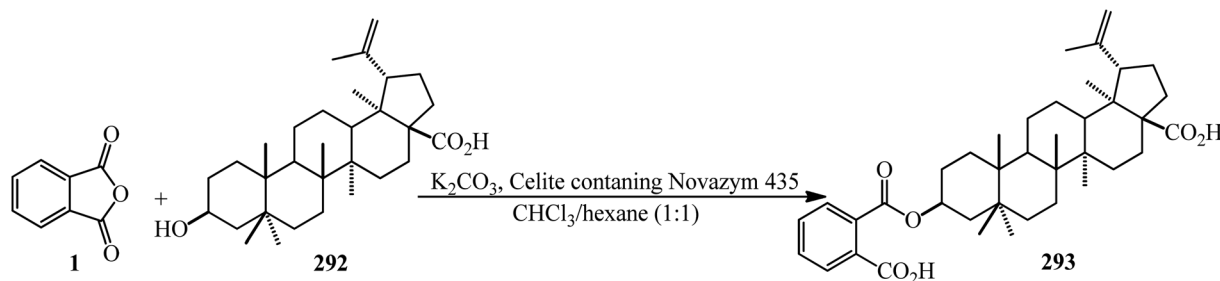 CO₂H
O
O
O
+
HO
1
292
K₂CO₃, Celite contaning Novazym 435
CHCl₃/hexane (1:1)
CO₂H
O
O
CO₂H
293